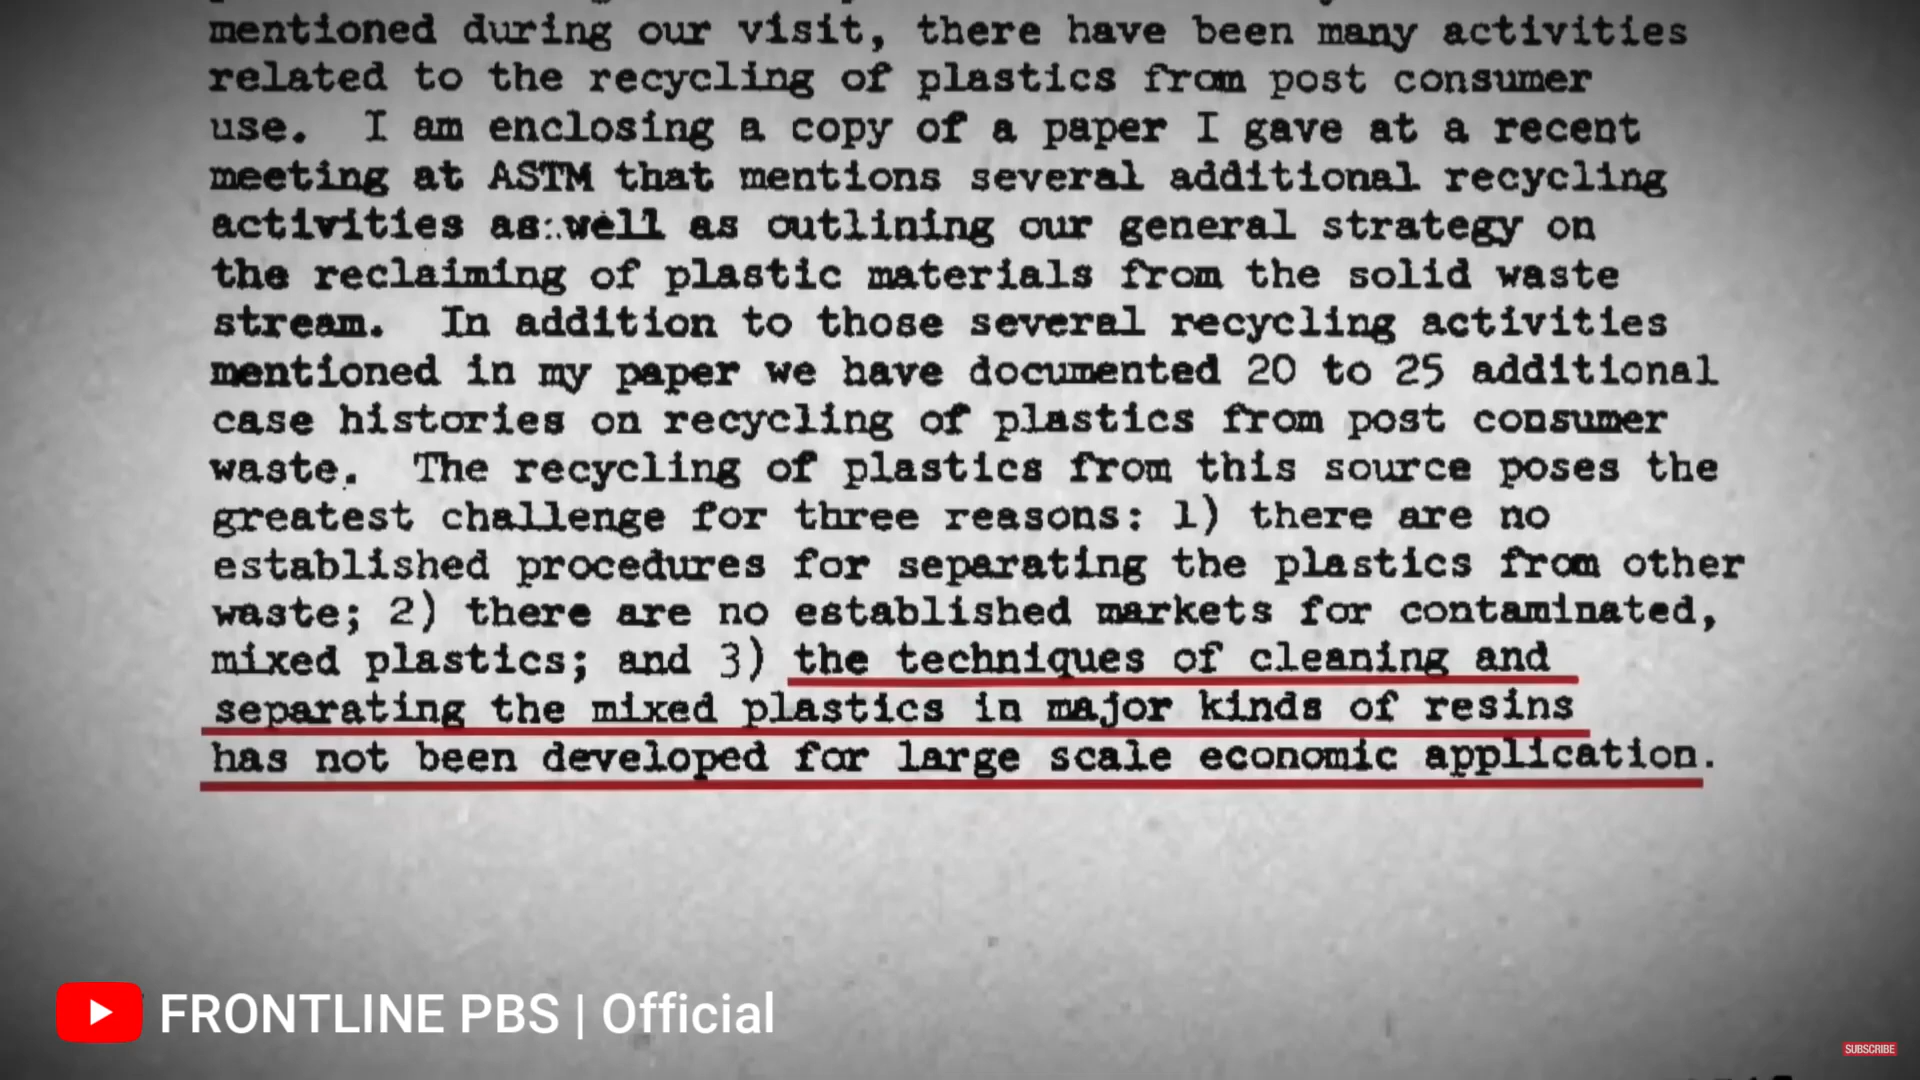 mentioned during our visit, there have been many activities
related to the recycling of plastics from post consumer
use. I am enclosing a copy of a paper I gave at a recent
meeting at ASTM that mentions several additional recycling
activities as well as outlining our general strategy on
the reclaiming of plastic materials from the solid waste
stream. In addition to those several recycling activities
mentioned in my paper we have documented 20 to 25 additional
case histories on recycling of plastics from post consumer
waste. The recycling of plastics from this source poses the
greatest challenge for three reasons: 1) there are no
established procedures for separating the plastics from other
waste; 2) there are no established markets for contaminated,
mixed plastics; and 3) the techniques of cleaning and
separating the mixed plastics in major kinds of resins
has not been developed for large scale economic application.
FRONTLINE PBS | Official
SUBSCRIBE